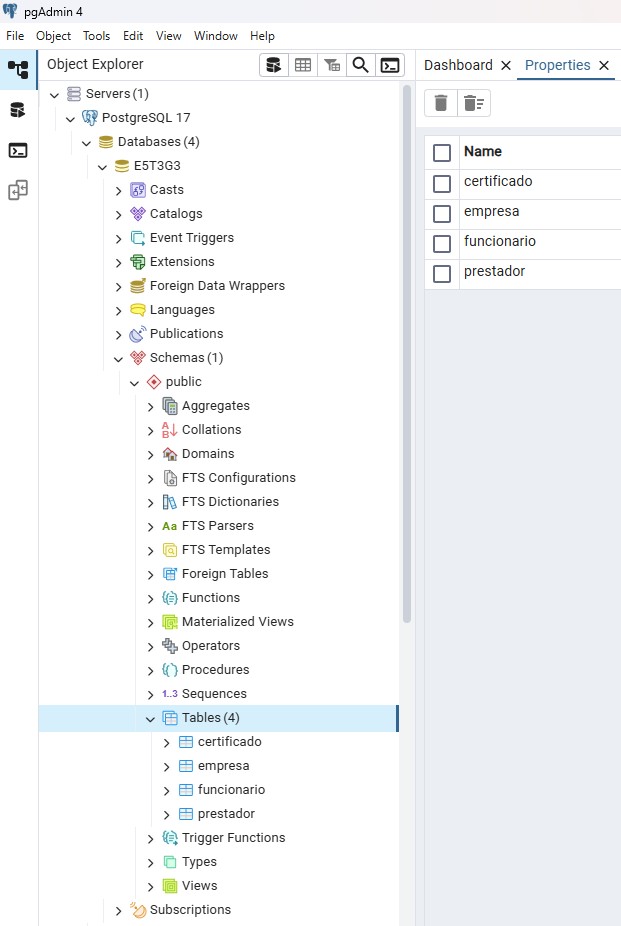 pgAdmin 4
File Object Tools Edit View Window Help
Object Explorer
Dashboard Properties
Servers (1)
PostgreSQL 17
Databases (4)
E5T3G3
Casts
Catalogs
Event Triggers
Extensions
Foreign Data Wrappers
Languages
Publications
Schemas (1)
public
Aggregates
Collations
Domains
FTS Configurations
FTS Dictionaries
Aa FTS Parsers
FTS Templates
Foreign Tables
Functions
Materialized Views
Operators
Procedures
1..3 Sequences
Tables (4)
certificado
empresa
funcionario
prestador
Trigger Functions
Types
Views
Subscriptions
Name
certificado
empresa
funcionario
prestador